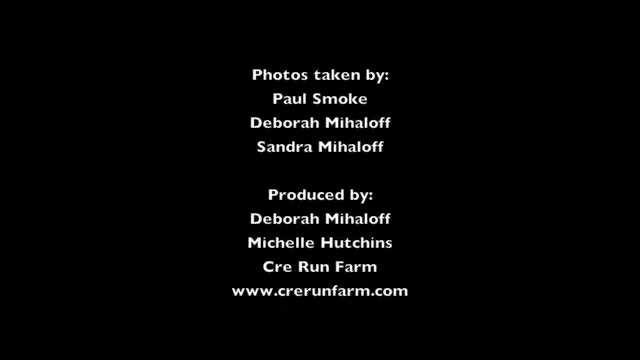 Photos taken by:
Paul Smoke
Deborah Mihaloff
Sandra Mihaloff
Produced by:
Deborah Mihaloff
Michelle Hutchins
Cre Run Farm
www.crerunfarm.com